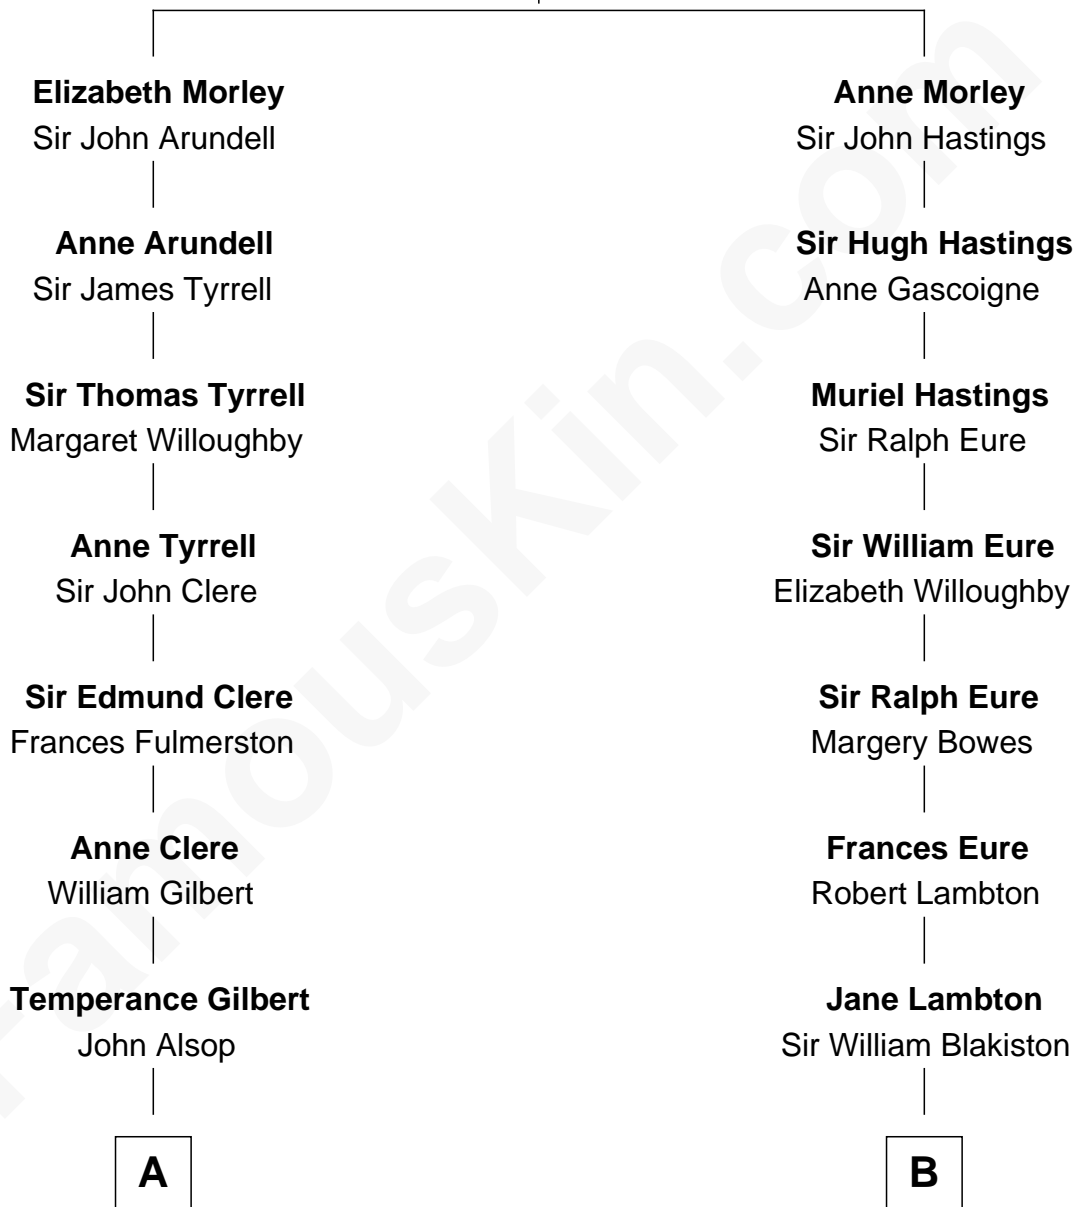 Elizabeth Morley
Sir John Arundell
Anne Arundell
Sir James Tyrrell
Sir Thomas Tyrrell
Margaret Willoughby
Anne Tyrrell
Sir John Clere
Sir Edmund Clere
Frances Fulmerston
Anne Clere
William Gilbert
Temperance Gilbert
John Alsop
A
Anne Morley
Sir John Hastings
Sir Hugh Hastings
Anne Gascoigne
Muriel Hastings
Sir Ralph Eure
Sir William Eure
Elizabeth Willoughby
Sir Ralph Eure
Margery Bowes
Frances Eure
Robert Lambton
Jane Lambton
Sir William Blakiston
B
FamousKin.com